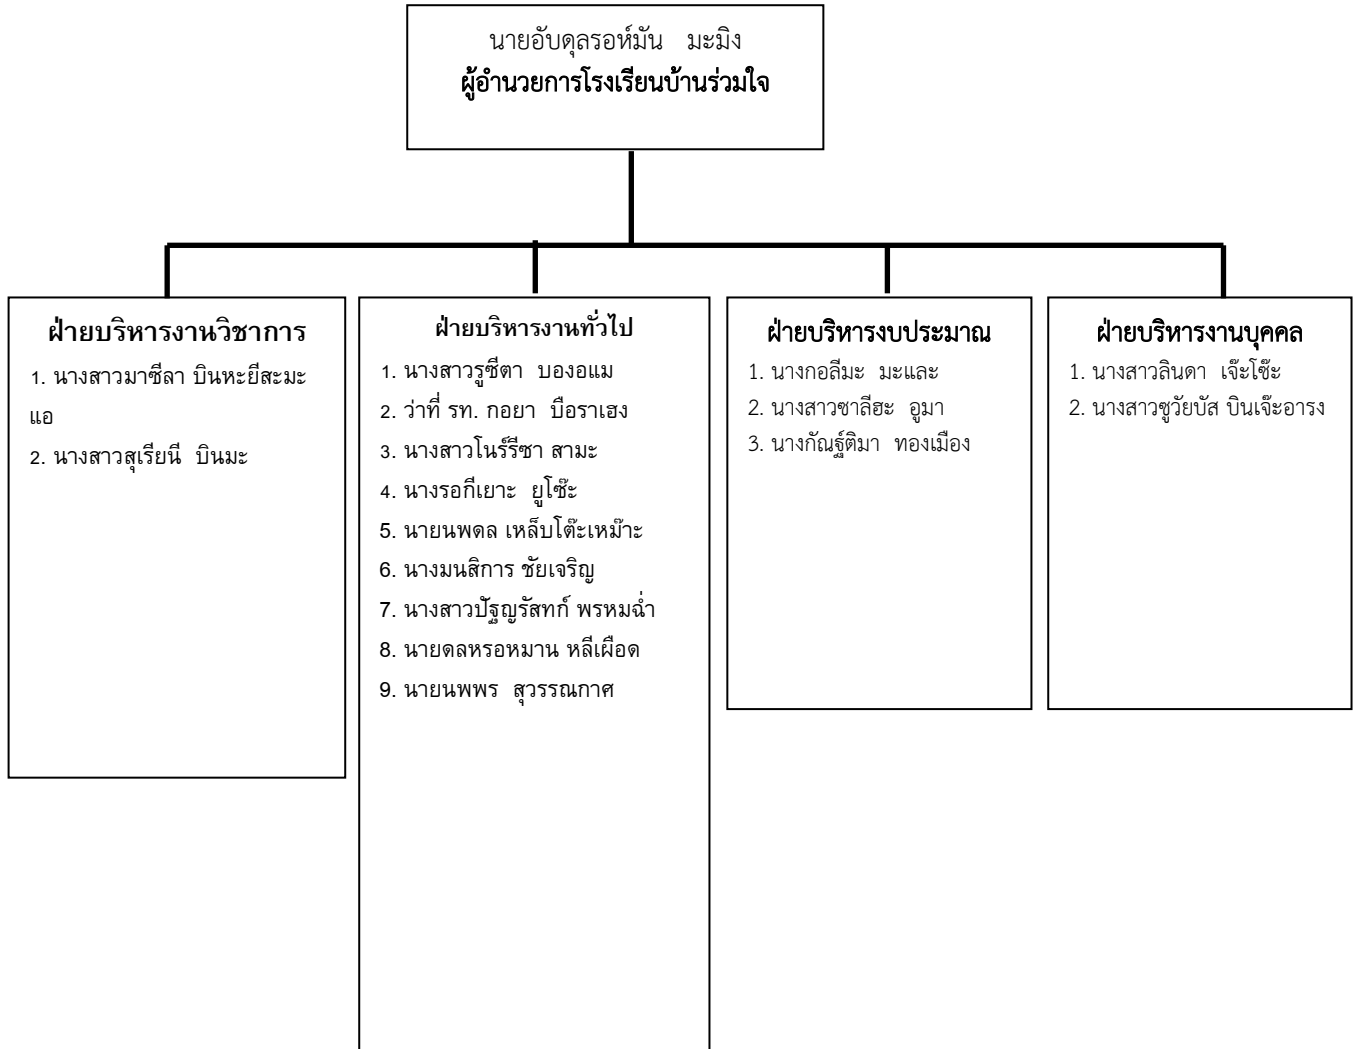 นายอับดุลรอห์มัน มะมิง
ผู้อำนวยการโรงเรียนบ้านร่วมใจ
ฝ่ายบริหารงานวิชาการ
1. นางสาวมาซีลา บินหะยีสะมะ
แอ
2. นางสาวสุเรียนี บินมะ
ฝ่ายบริหารงานทั่วไป
1. นางสาวรูซีตา บองอแม
2. ว่าที่ รท. กอยา บือราเฮง
3. นางสาวโนร์รีซา สามะ
4. นางรอกีเยาะ ยูโซ๊ะ
5. นายนพดล เหล็บโต๊ะเหม๊าะ
6. นางมนสิการ ชัยเจริญ
7. นางสาวปัฐญรัสทก์ พรหมฉ่ำ
8. นายดลหรอหมาน หลีเผือด
9. นายนพพร สุวรรณกาศ
ฝ่ายบริหารงบประมาณ
1. นางกอลีมะ มะและ
2. นางสาวซาลีฮะ อูมา
3. นางกัณฐ์ติมา ทองเมือง
ฝ่ายบริหารงานบุคคล
1. นางสาวลินดา เจ๊ะโซ๊ะ
2. นางสาวซูวัยบัส บินเจ๊ะอารง